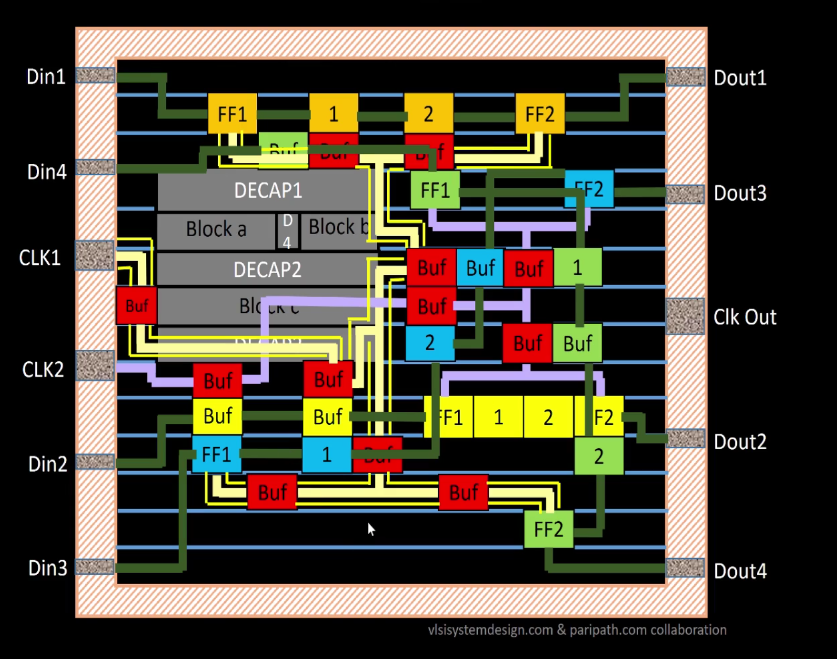 Din1
FF1 1 2 FF2
Dout1
Buf Buf Buf
Din4
DECAP1
FF1 FF2
Dout3
Block a D4 Block b
CLK1
DECAP2
Buf Buf Buf 1
Buf
Block c
Buf
Clk Out
DECAP3
2 Buf Buf
CLK2
Buf Buf
Buf Buf FF1 1 2 FF2
Dout2
Din2
FF1 1 Buf 2
Buf Buf
FF2
Din3
Dout4
vlsisystemdesign.com & paripath.com collaboration